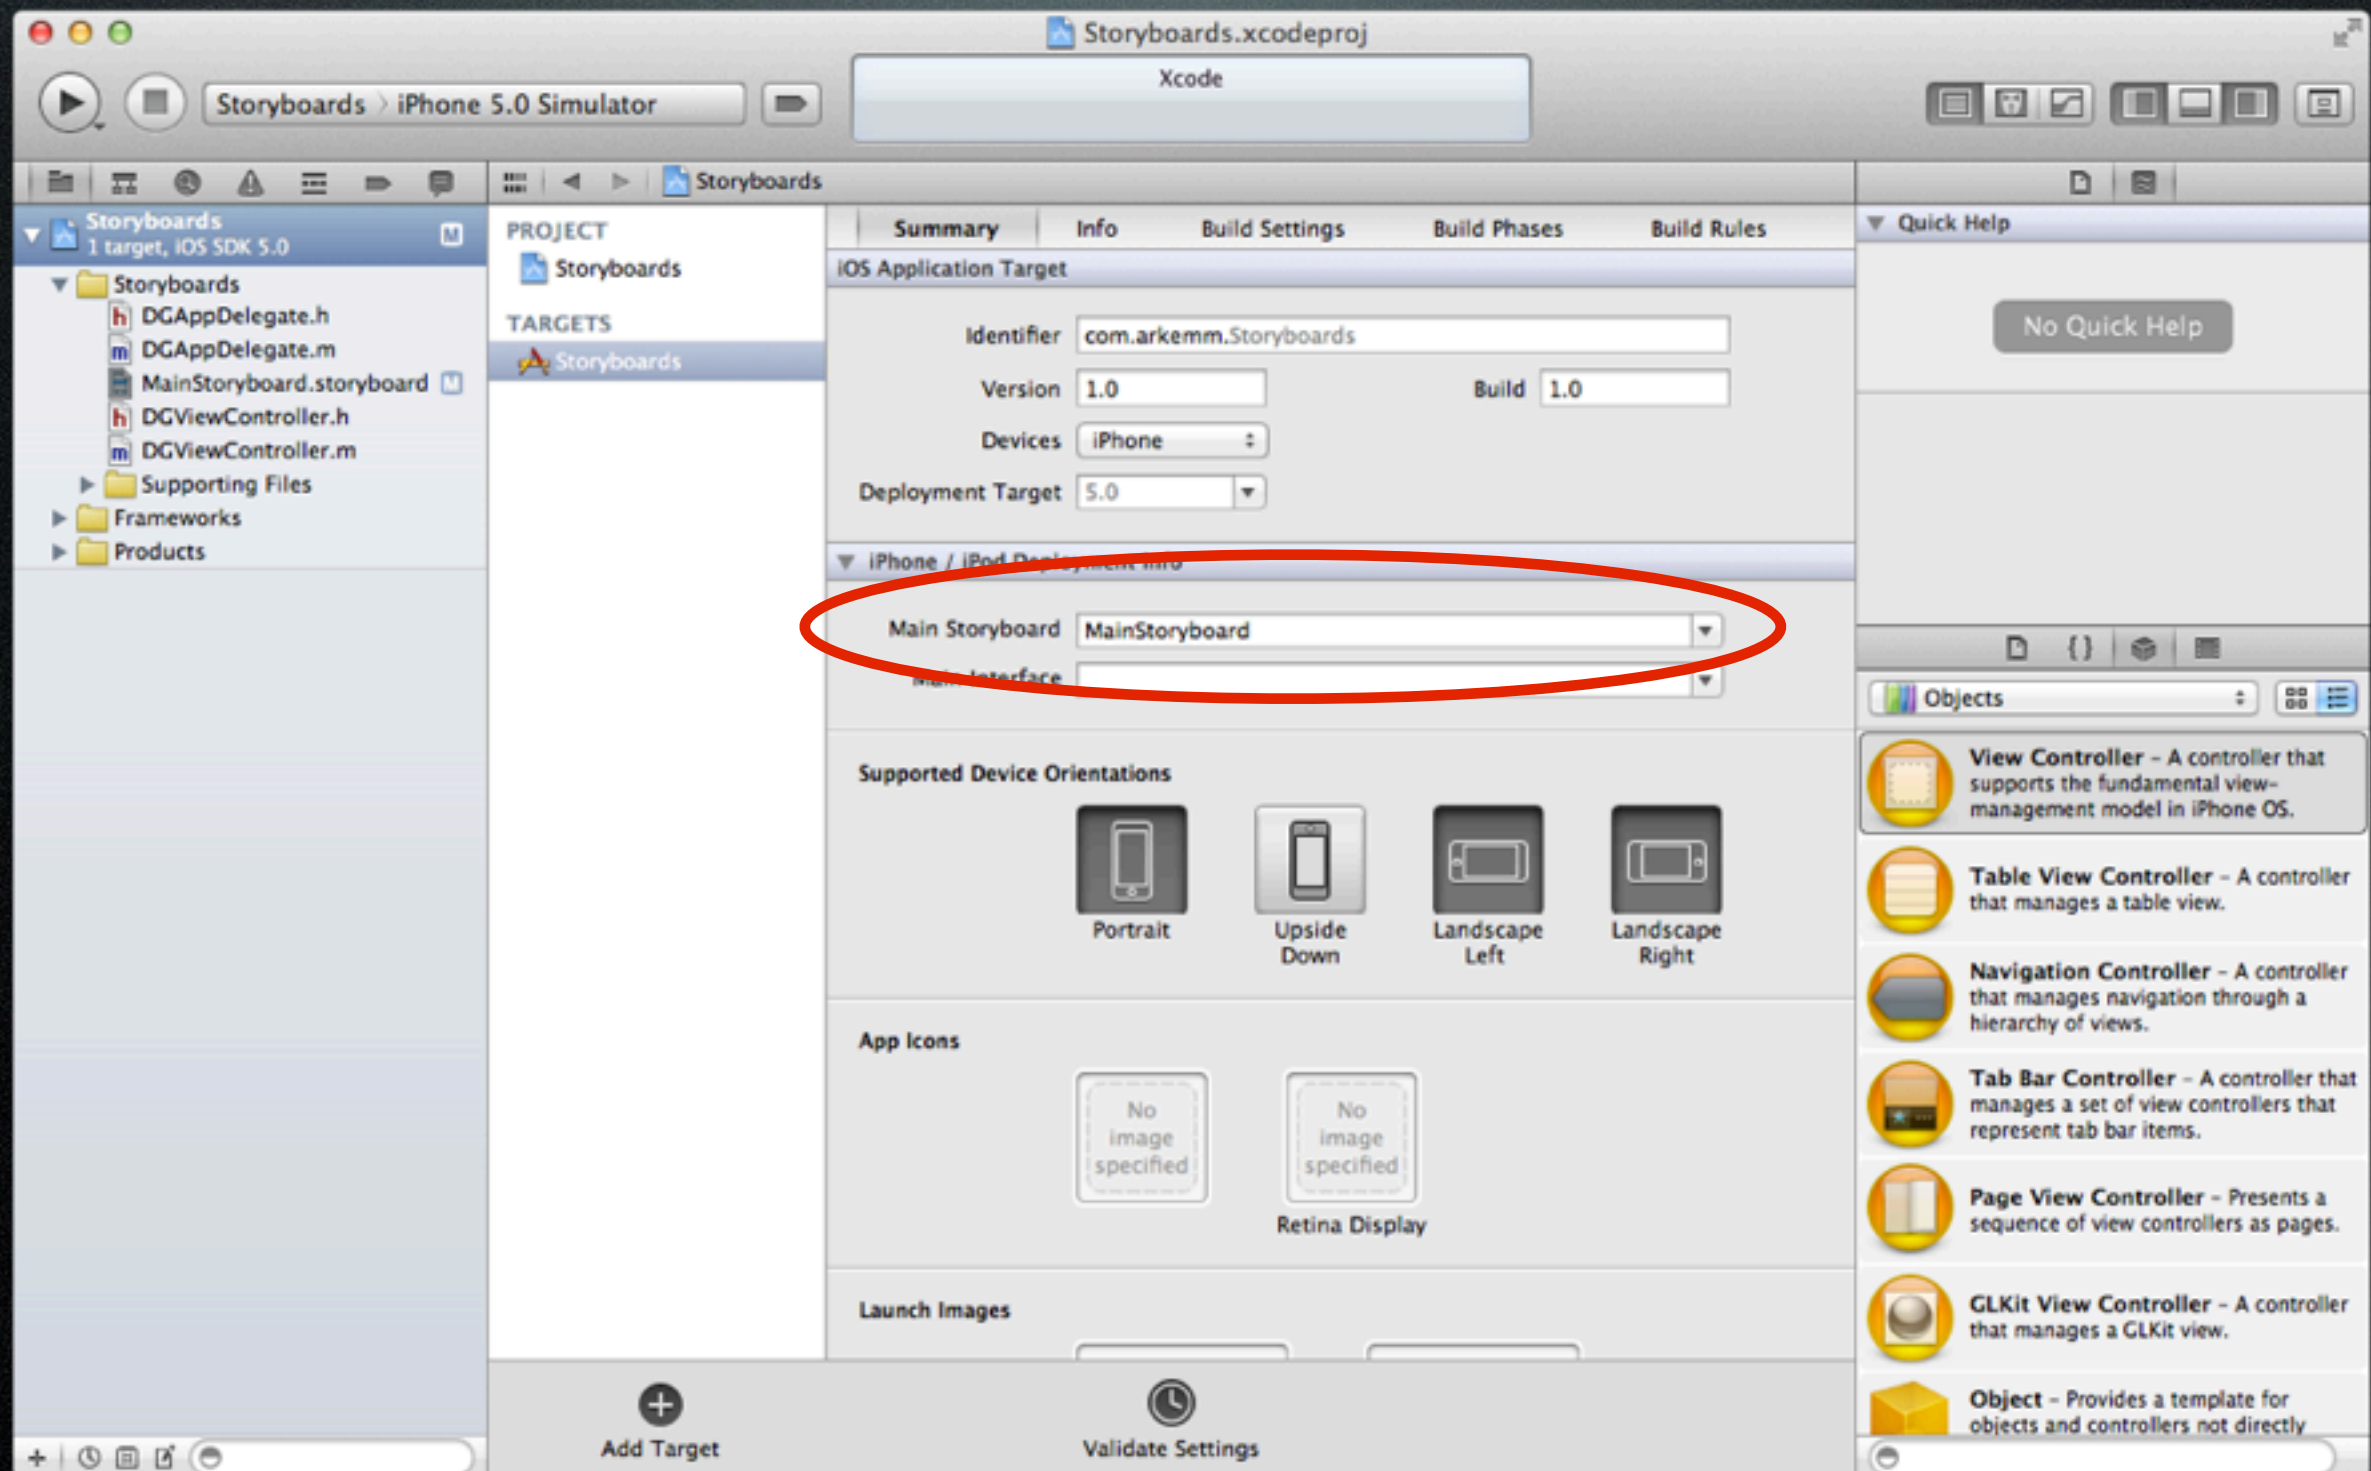 Storyboards.xcodeproj
Xcode
Storyboards iPhone 5.0 Simulator
Storyboards
Storyboards
1 target, iOS SDK 5.0
M
Storyboards
DGAppDelegate.h
DGAppDelegate.m
MainStoryboard.storyboard M
DGViewController.h
DGViewController.m
Supporting Files
Frameworks
Products
PROJECT
Storyboards
TARGETS
Storyboards
Summary Info Build Settings Build Phases Build Rules
iOS Application Target
Identifier com.arkemm.Storyboards
Version 1.0 Build 1.0
Devices iPhone
Deployment Target 5.0
iPhone / iPod Deployment Info
Main Storyboard MainStoryboard
Main Interface
Supported Device Orientations
Portrait
Upside
Down
Landscape
Left
Landscape
Right
App Icons
No
image
specified
No
image
specified
Retina Display
Launch Images
Add Target
Validate Settings
Quick Help
No Quick Help
{}
Objects
View Controller – A controller that
supports the fundamental view-
management model in iPhone OS.
Table View Controller – A controller
that manages a table view.
Navigation Controller – A controller
that manages navigation through a
hierarchy of views.
Tab Bar Controller – A controller that
manages a set of view controllers that
represent tab bar items.
Page View Controller – Presents a
sequence of view controllers as pages.
GLKit View Controller – A controller
that manages a GLKit view.
Object – Provides a template for
objects and controllers not directly